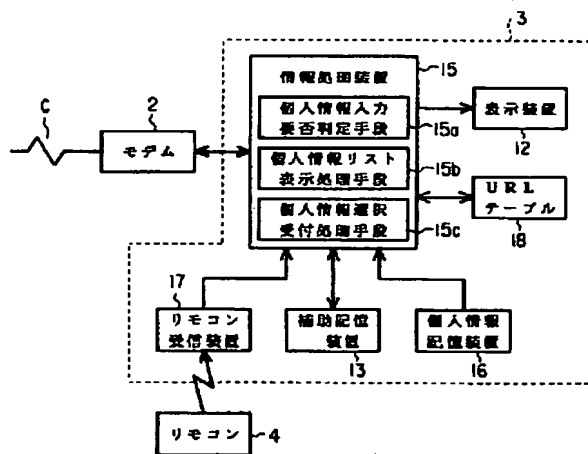 3
情報処理装置
15
C
2
モデム
個人情報入力
要否判定手段
15a
表示装置
12
個人情報リスト
表示処理手段
15b
URL
テーブル
18
個人情報選択
受付処理手段
15c
17
リモコン
受信装置
補助記憶
装置
13
個人情報
記憶装置
16
リモコン
4